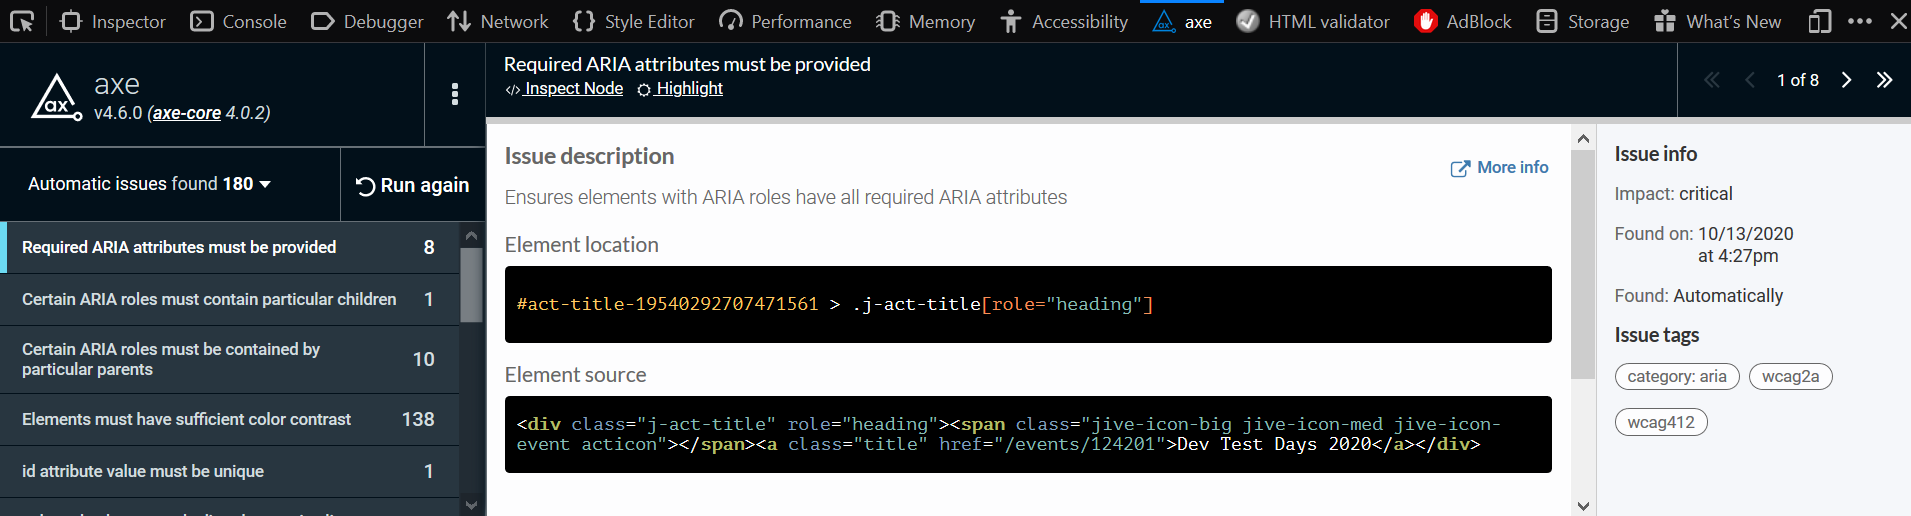 Inspector Console Debugger Network Style Editor Performance Memory Accessibility axe HTML validator AdBlock Storage What's New
axe
v4.6.0 (axe-core 4.0.2)
Required ARIA attributes must be provided
Inspect Node Highlight
1 of 8
Automatic issues found 180
Run again
Required ARIA attributes must be provided 8
Certain ARIA roles must contain particular children 1
Certain ARIA roles must be contained by
particular parents 10
Elements must have sufficient color contrast 138
id attribute value must be unique 1
Issue description
More info
Ensures elements with ARIA roles have all required ARIA attributes
Element location
#act-title-19540292707471561 > .j-act-title[role="heading"]
Element source
<div class="j-act-title" role="heading"><span class="jive-icon-big jive-icon-med jive-icon-
event acticon"></span><a class="title" href="/events/124201">Dev Test Days 2020</a></div>
Issue info
Impact: critical
Found on: 10/13/2020
at 4:27pm
Found: Automatically
Issue tags
category: aria
wcag2a
wcag412